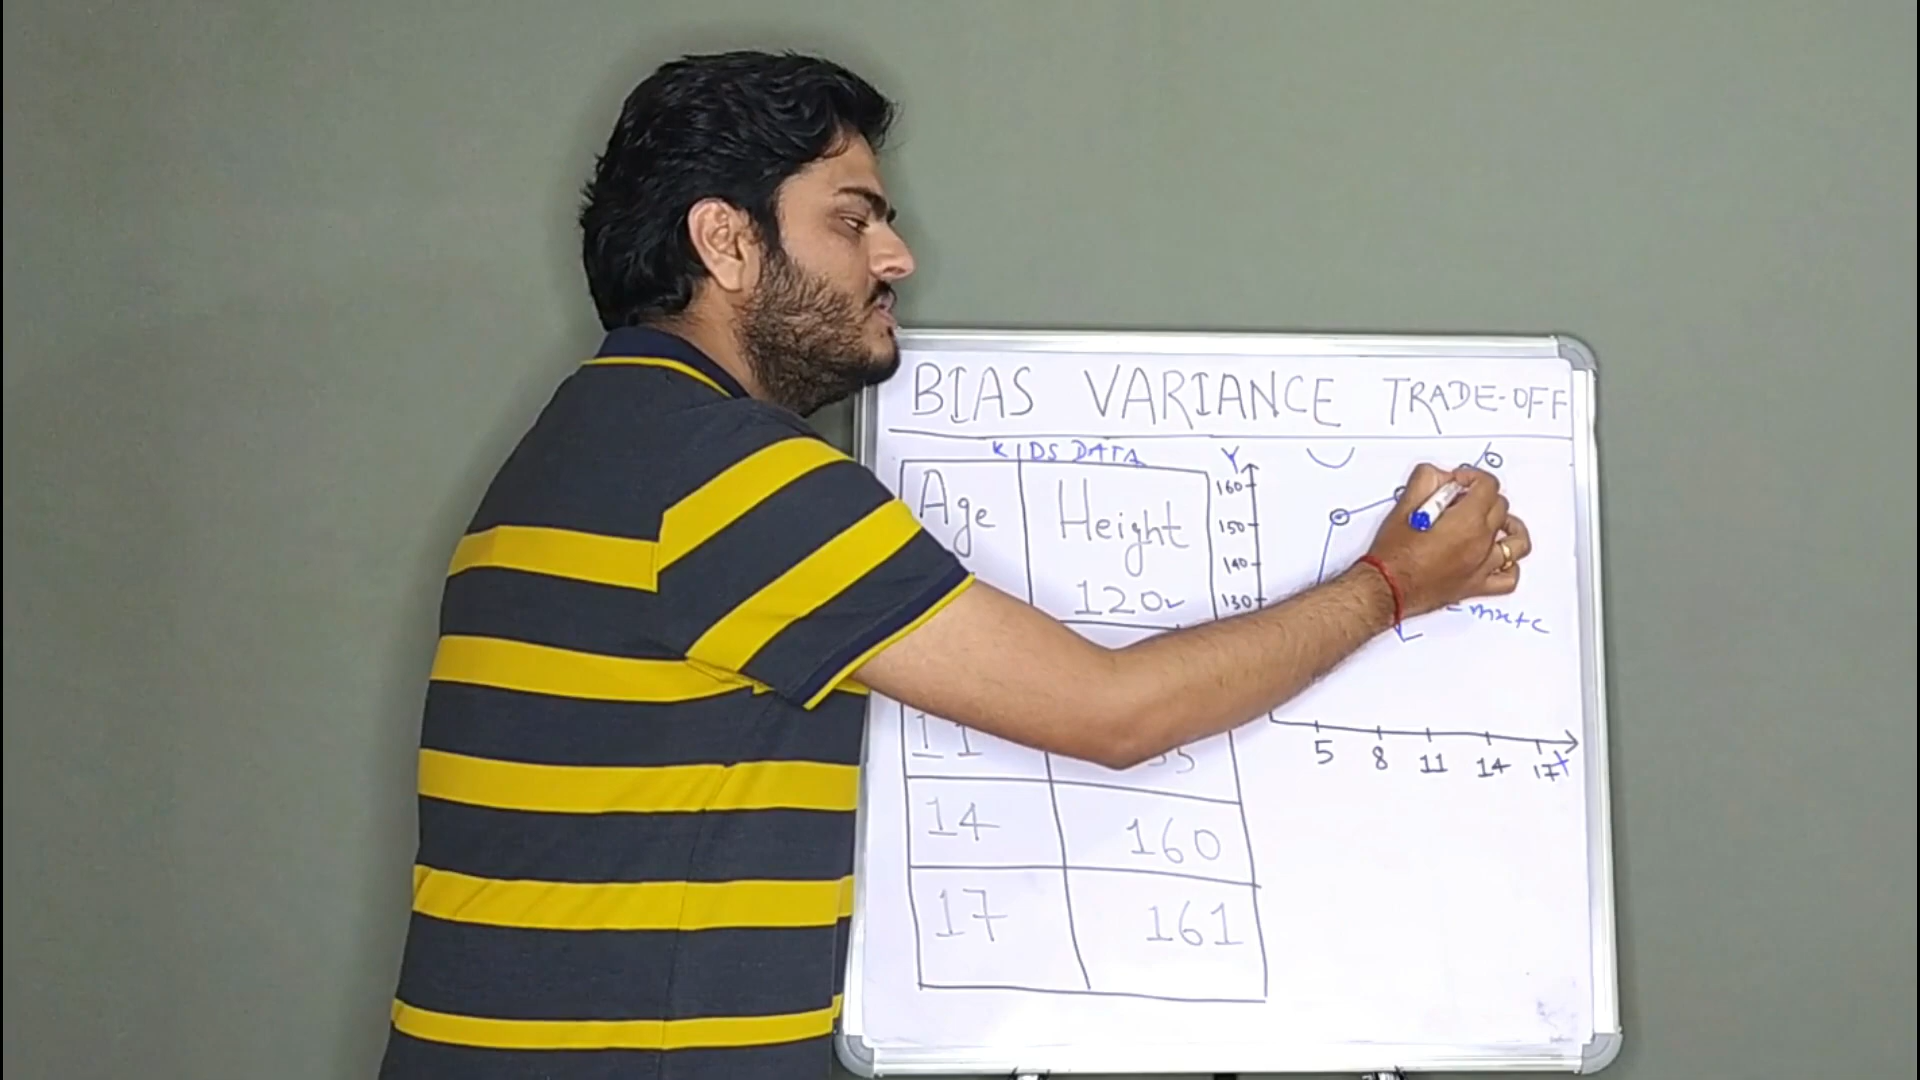 BIAS VARIANCE TRADE-OFF
KIDS DATA
Age Height
120
11
14 160
17 161
Y
160
150
140
130
= mx+c
5 8 11 14 17 X